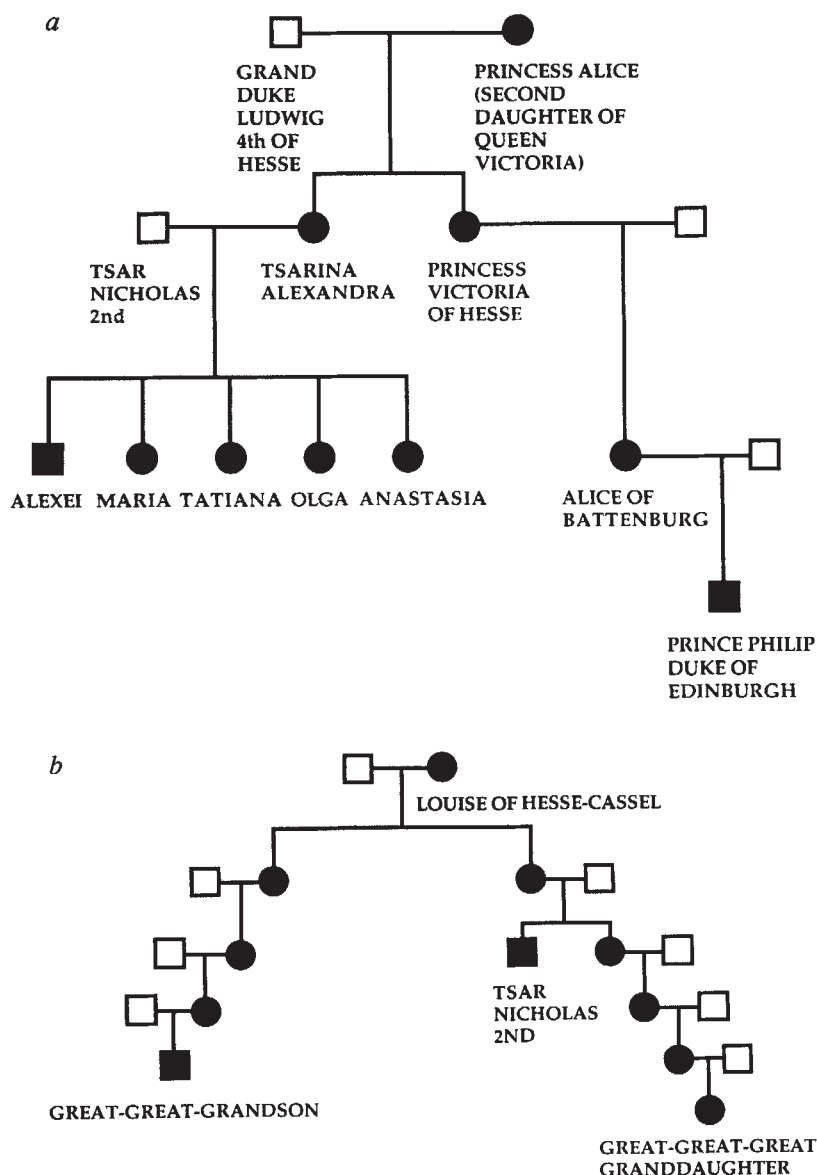 a
GRAND
DUKE
LUDWIG
4th OF
HESSE
PRINCESS ALICE
(SECOND
DAUGHTER OF
QUEEN
VICTORIA)
TSAR
NICHOLAS
2nd
TSARINA
ALEXANDRA
PRINCESS
VICTORIA
OF HESSE
ALEXEI MARIA TATIANA OLGA ANASTASIA
ALICE OF
BATTENBURG
PRINCE PHILIP
DUKE OF
EDINBURGH
b
LOUISE OF HESSE-CASSEL
TSAR
NICHOLAS
2ND
GREAT-GREAT-GRANDSON
GREAT-GREAT-GREAT
GRANDDAUGHTER